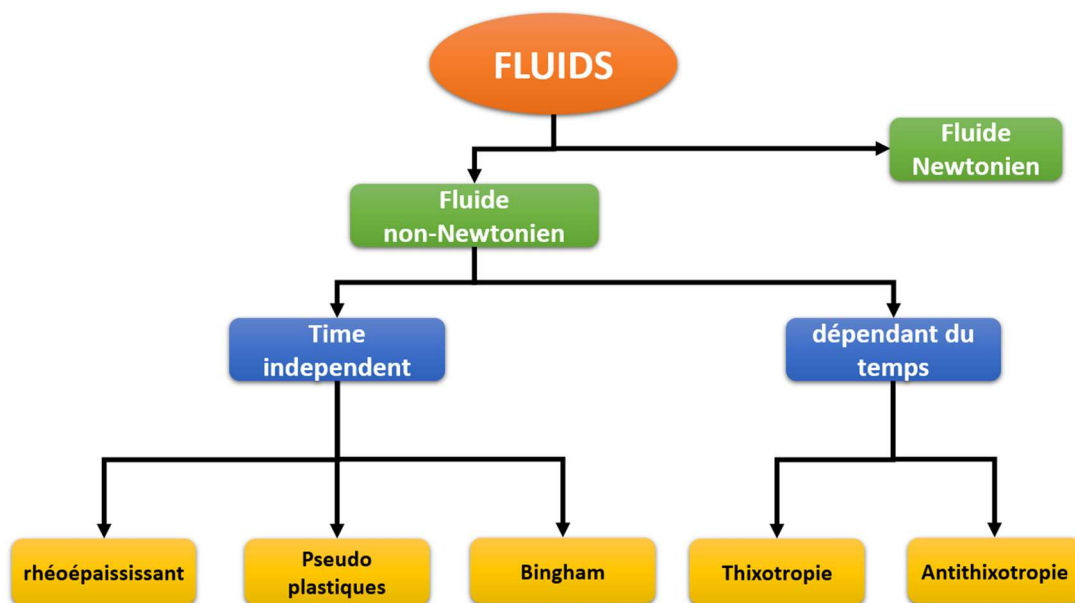 FLUIDS
Fluide
Newtonien
Fluide
non-Newtonien
Time
independent
dépendant du
temps
rhéoépaississant
Pseudo
plastiques
Bingham
Thixotropie
Antithixotropie